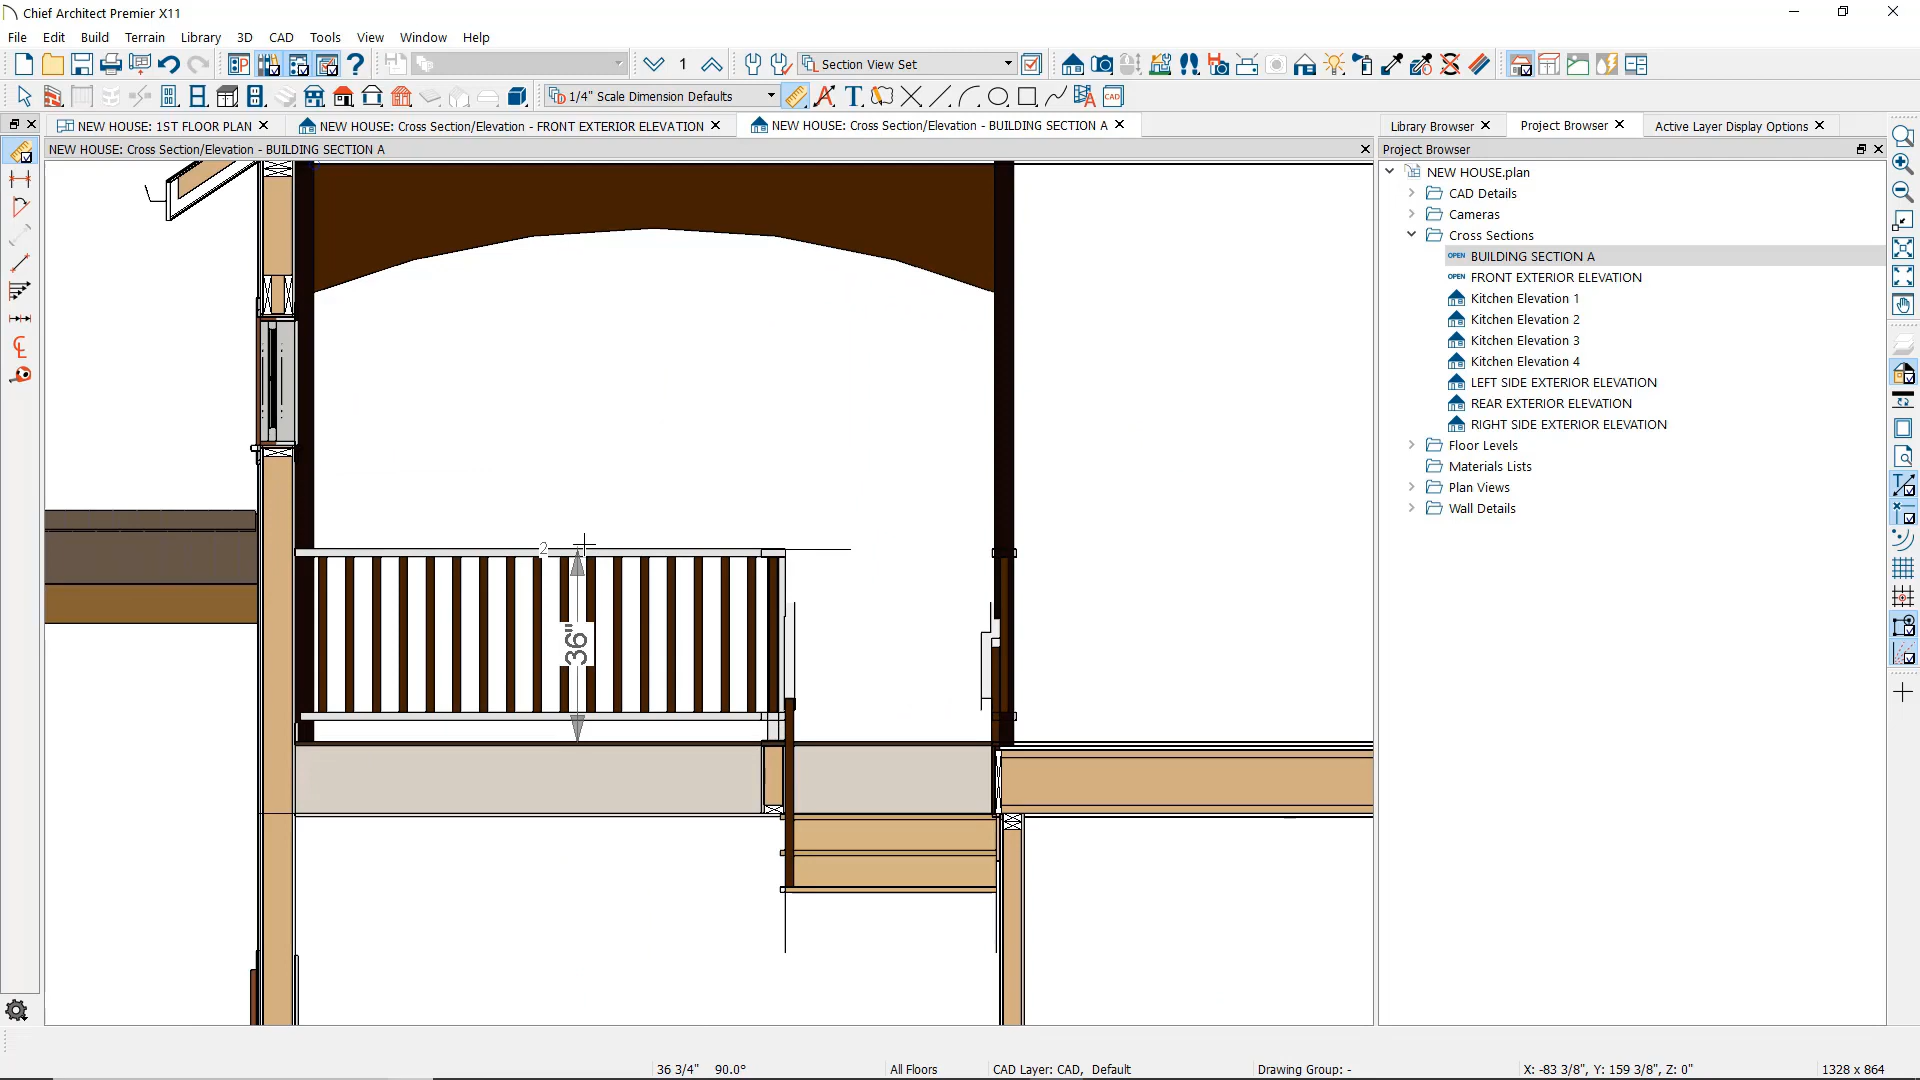 Chief Architect Premier X11
File Edit Build Terrain Library 3D CAD Tools View Window Help
1 Section View Set
1/4" Scale Dimension Defaults T CAD
NEW HOUSE: 1ST FLOOR PLAN NEW HOUSE: Cross Section/Elevation - FRONT EXTERIOR ELEVATION NEW HOUSE: Cross Section/Elevation - BUILDING SECTION A Library Browser Project Browser Active Layer Display Options
NEW HOUSE: Cross Section/Elevation - BUILDING SECTION A
Project Browser
NEW HOUSE.plan
CAD Details
Cameras
Cross Sections
OPEN BUILDING SECTION A
OPEN FRONT EXTERIOR ELEVATION
Kitchen Elevation 1
Kitchen Elevation 2
Kitchen Elevation 3
Kitchen Elevation 4
LEFT SIDE EXTERIOR ELEVATION
REAR EXTERIOR ELEVATION
RIGHT SIDE EXTERIOR ELEVATION
Floor Levels
Materials Lists
Plan Views
Wall Details
2
36"
36 3/4" 90.0° All Floors CAD Layer: CAD, Default Drawing Group: - X: -83 3/8", Y: 159 3/8", Z: 0" 1328 x 864